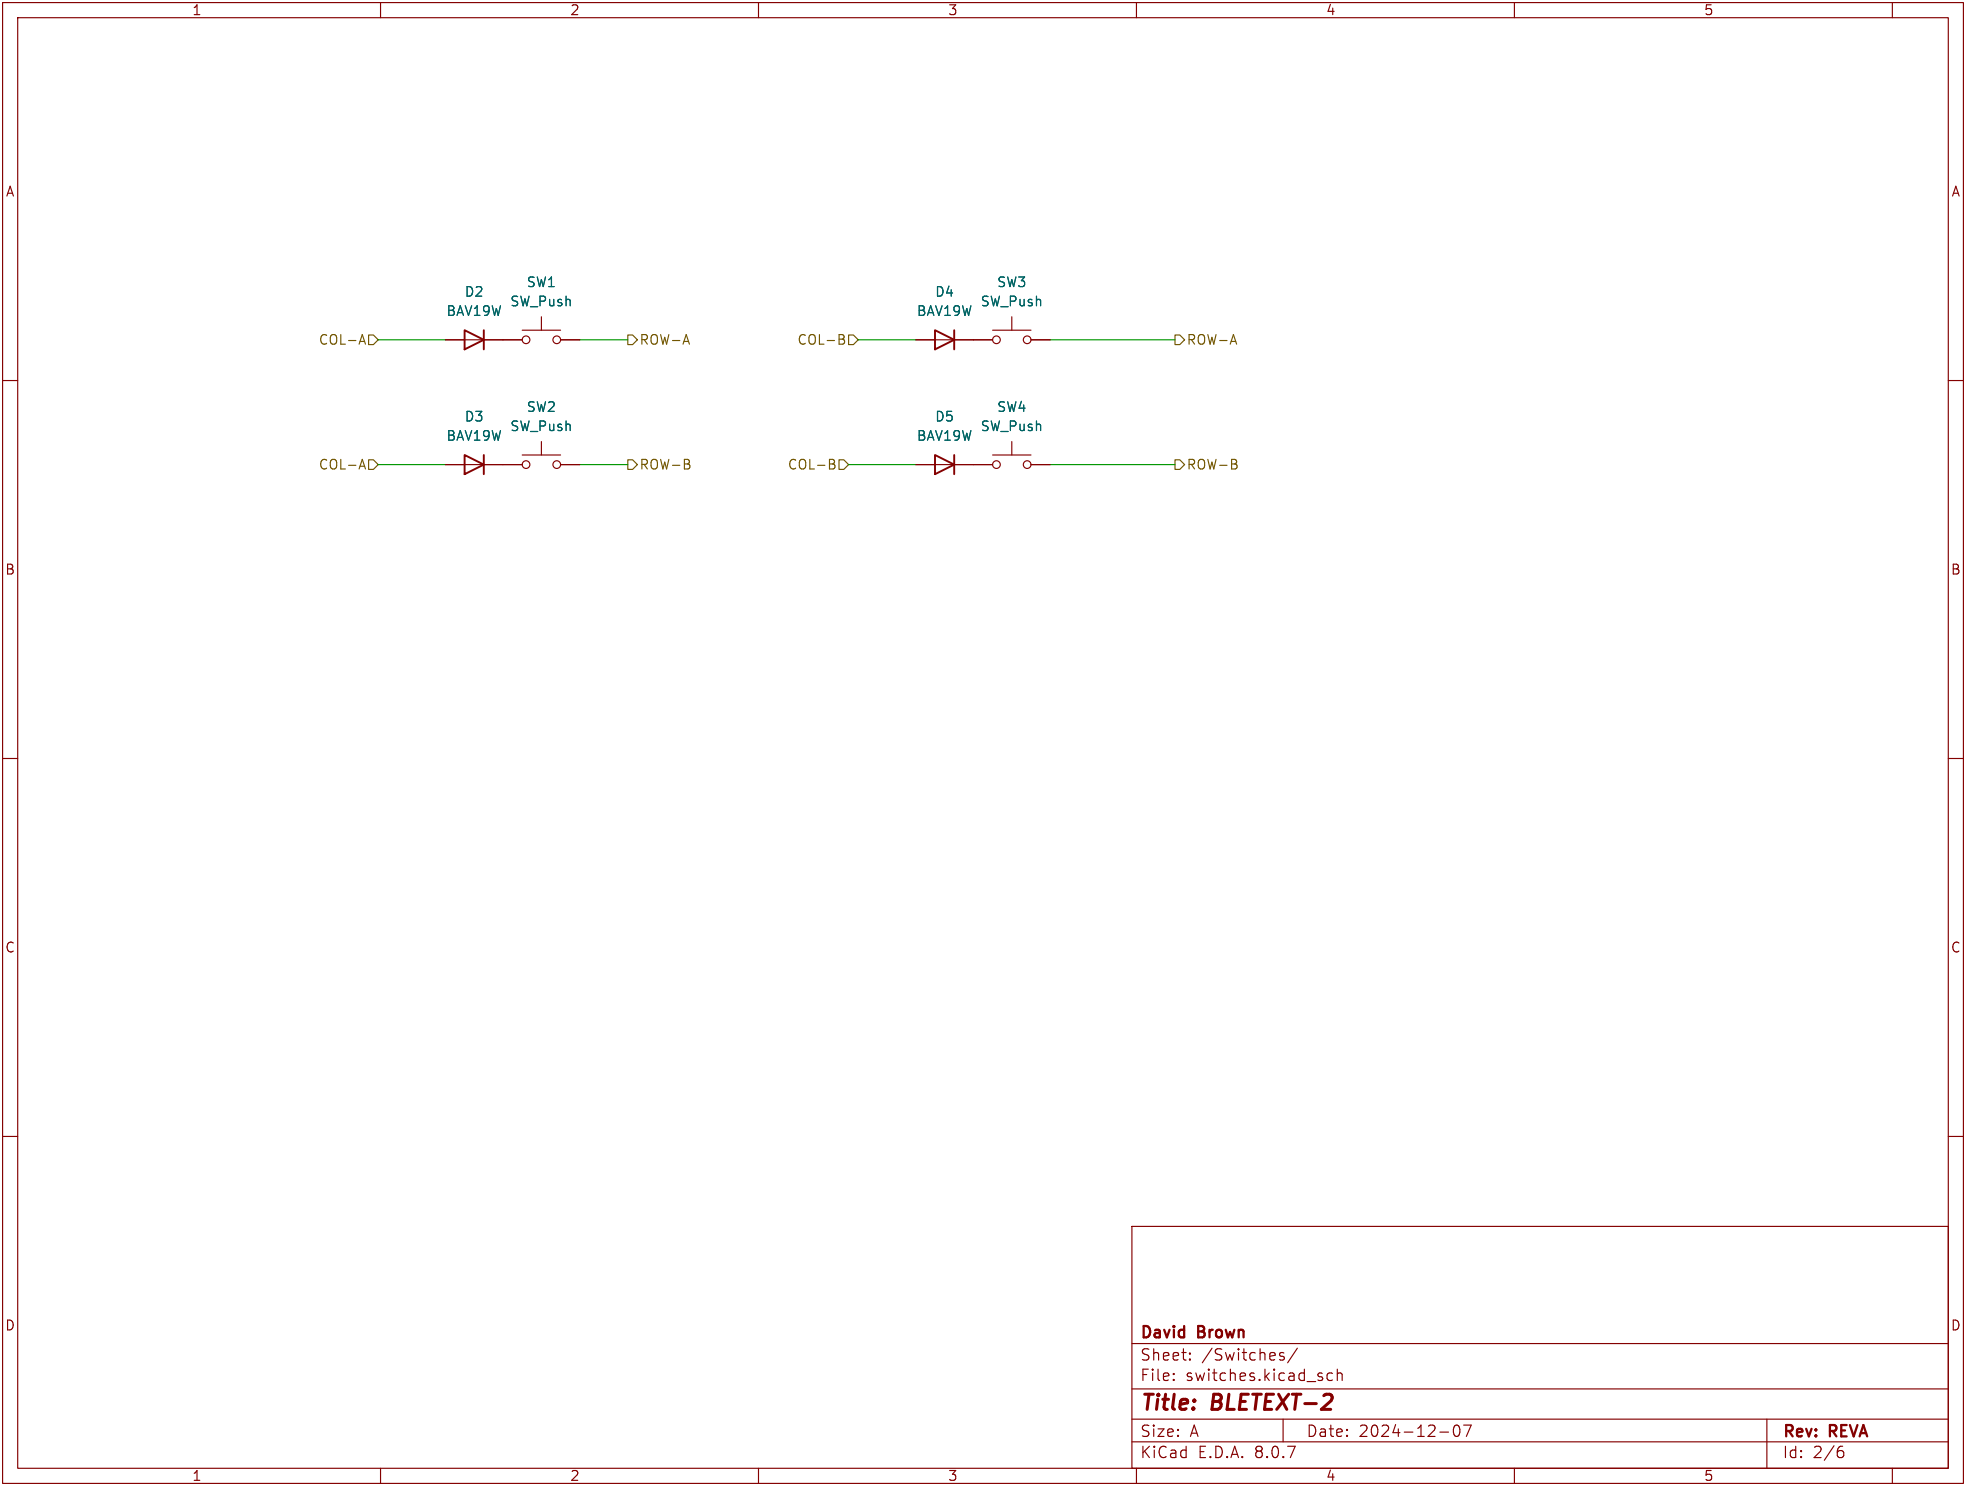 1 2 3 4 5
A A
SW1 SW3
D2 SW_Push D4 SW_Push
BAV19W BAV19W
COL-A ROW-A COL-B ROW-A
SW2 SW4
D3 SW_Push D5 SW_Push
BAV19W BAV19W
COL-A ROW-B COL-B ROW-B
B B
C C
D D
David Brown
Sheet: /Switches/
File: switches.kicad_sch
Title: BLETEXT-2
Size: A Date: 2024-12-07 Rev: REVA
KiCad E.D.A. 8.0.7 Id: 2/6
1 2 3 4 5